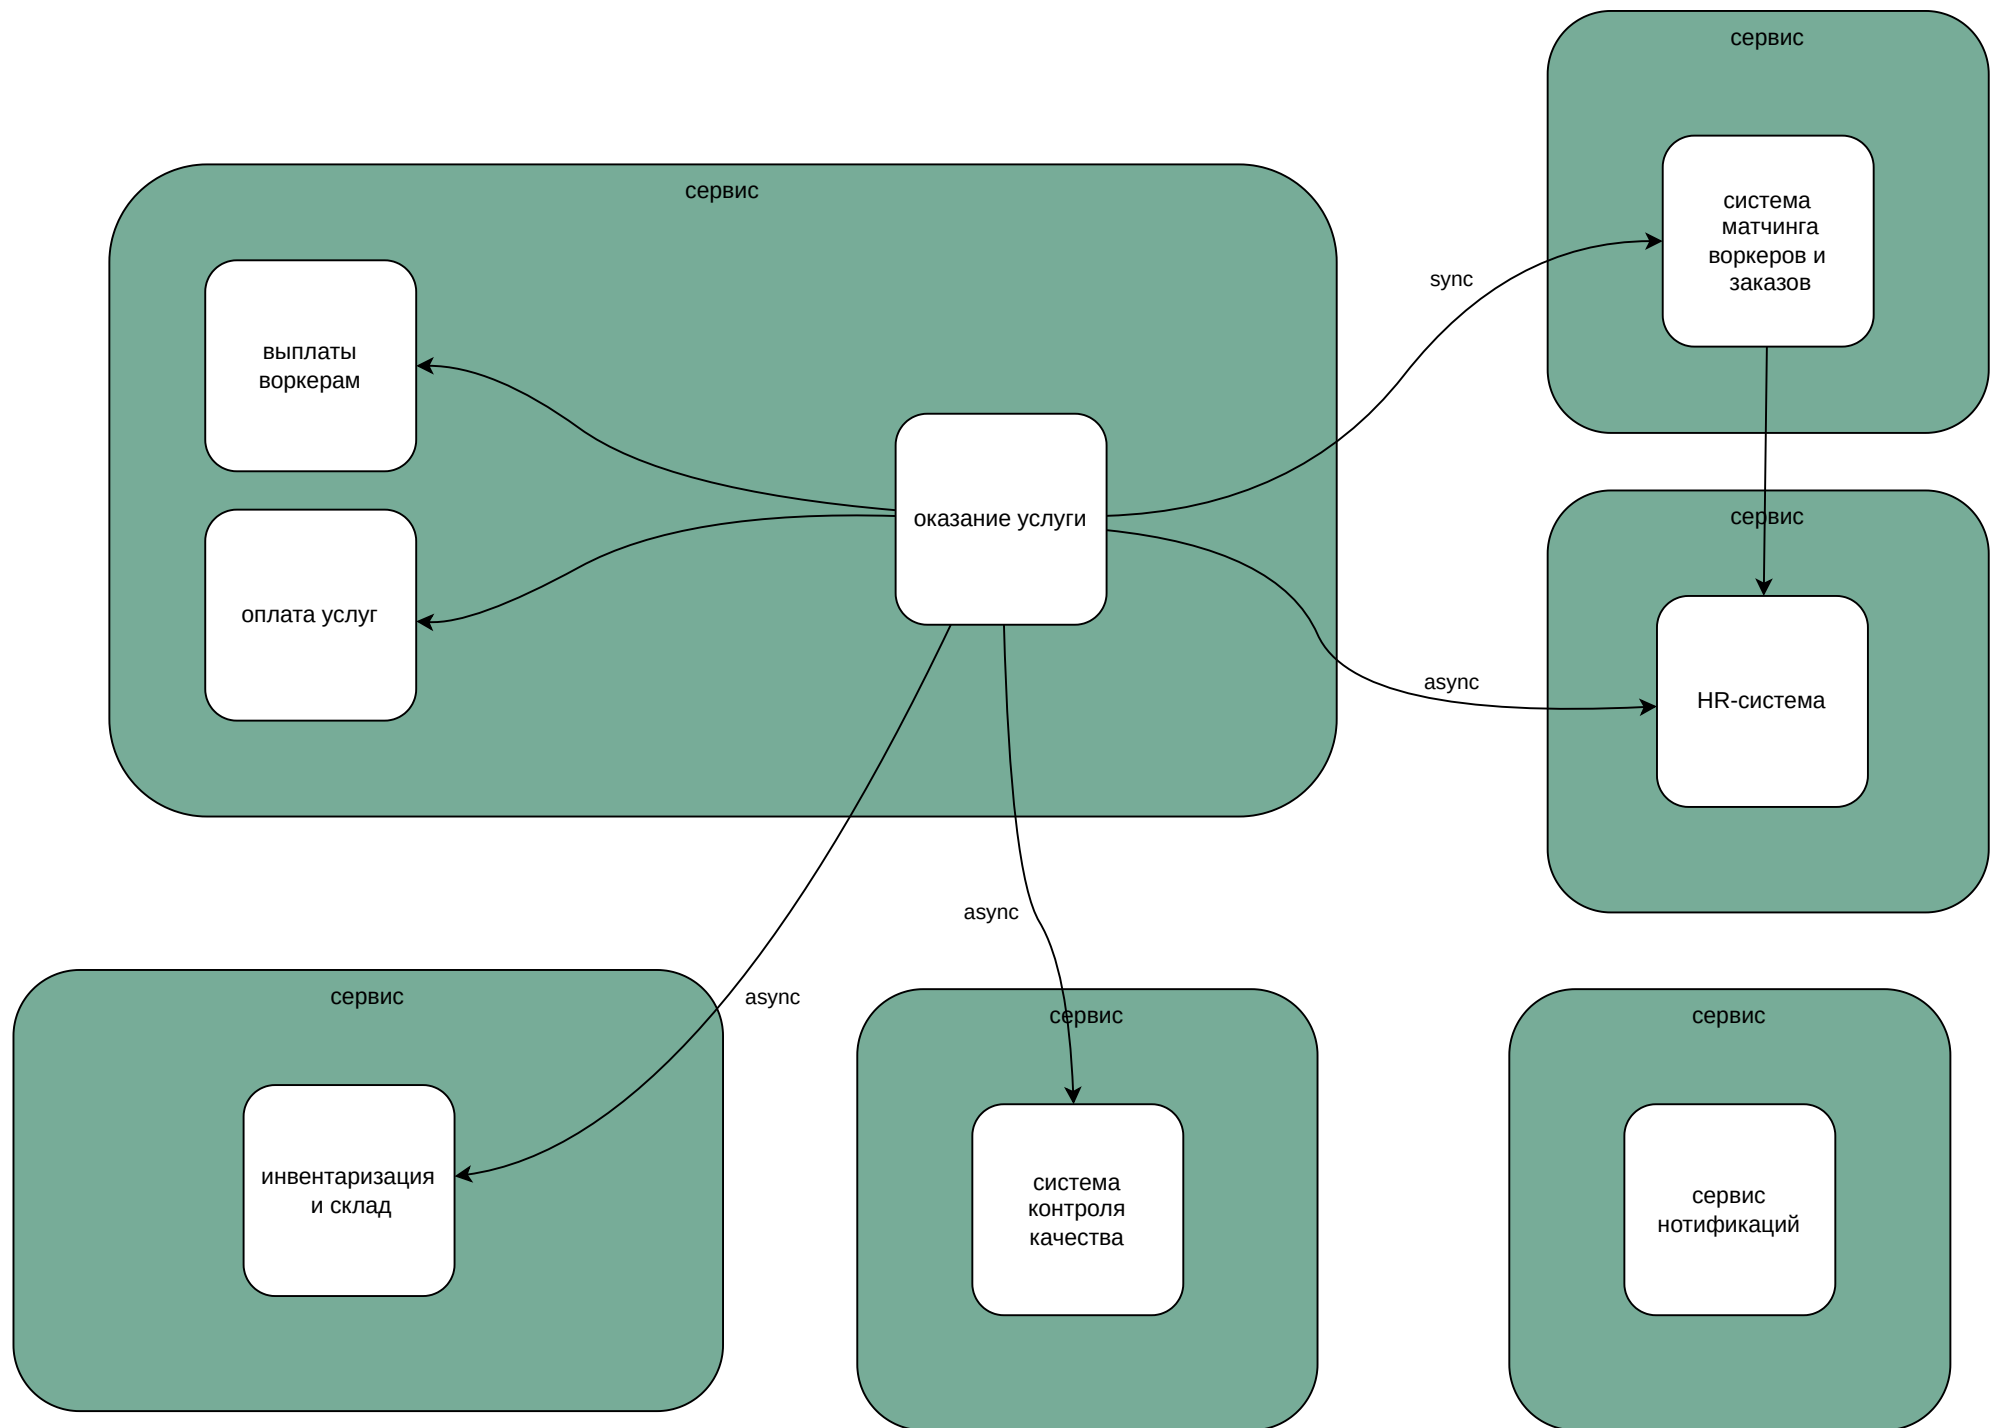 сервис
система
матчинга
воркеров и
заказов
сервис
выплаты
воркерам
оплата услуг
оказание услуги
sync
async
сервис
HR-система
async
async
сервис
инвентаризация
и склад
сервис
система
контроля
качества
сервис
сервис
нотификаций